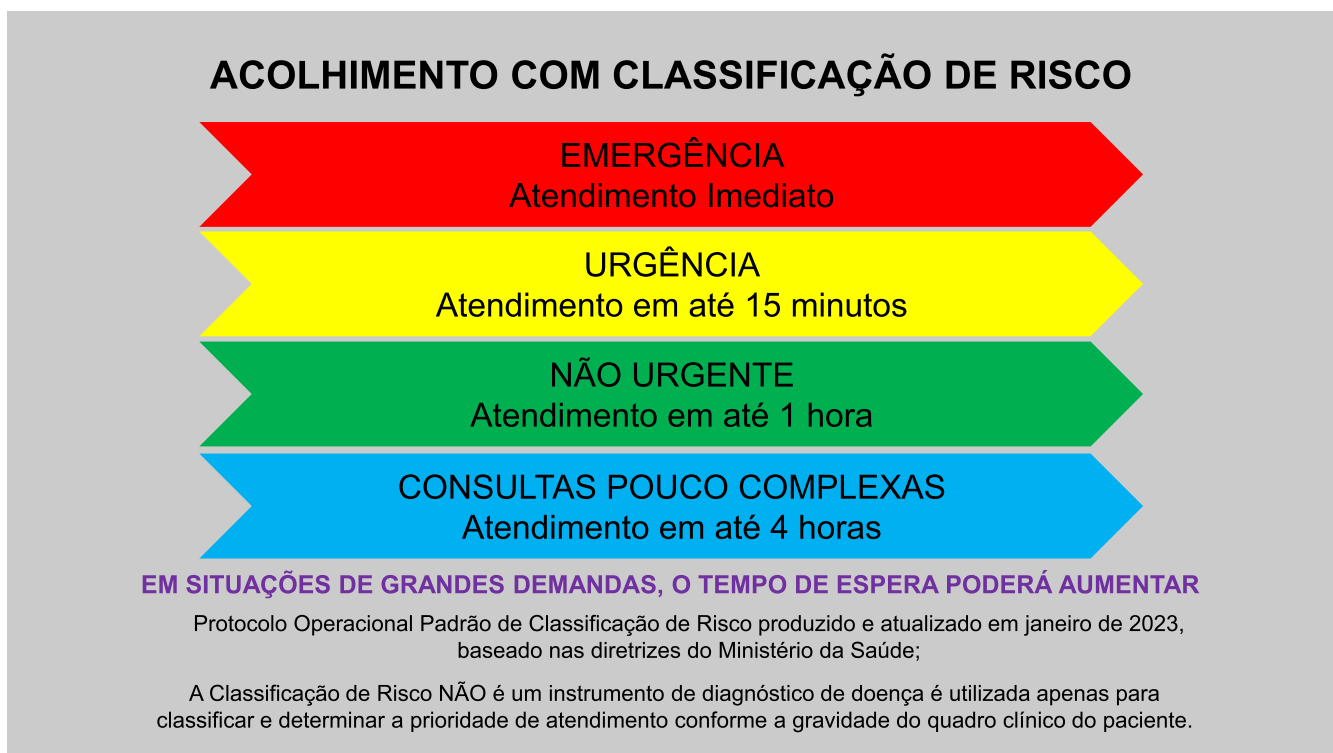 ACOLHIMENTO COM CLASSIFICAÇÃO DE RISCO
EMERGÊNCIA
Atendimento Imediato
URGÊNCIA
Atendimento em até 15 minutos
NÃO URGENTE
Atendimento em até 1 hora
CONSULTAS POUCO COMPLEXAS
Atendimento em até 4 horas
EM SITUAÇÕES DE GRANDES DEMANDAS, O TEMPO DE ESPERA PODERÁ AUMENTAR
Protocolo Operacional Padrão de Classificação de Risco produzido e atualizado em janeiro de 2023,
baseado nas diretrizes do Ministério da Saúde;
A Classificação de Risco NÃO é um instrumento de diagnóstico de doença é utilizada apenas para
classificar e determinar a prioridade de atendimento conforme a gravidade do quadro clínico do paciente.